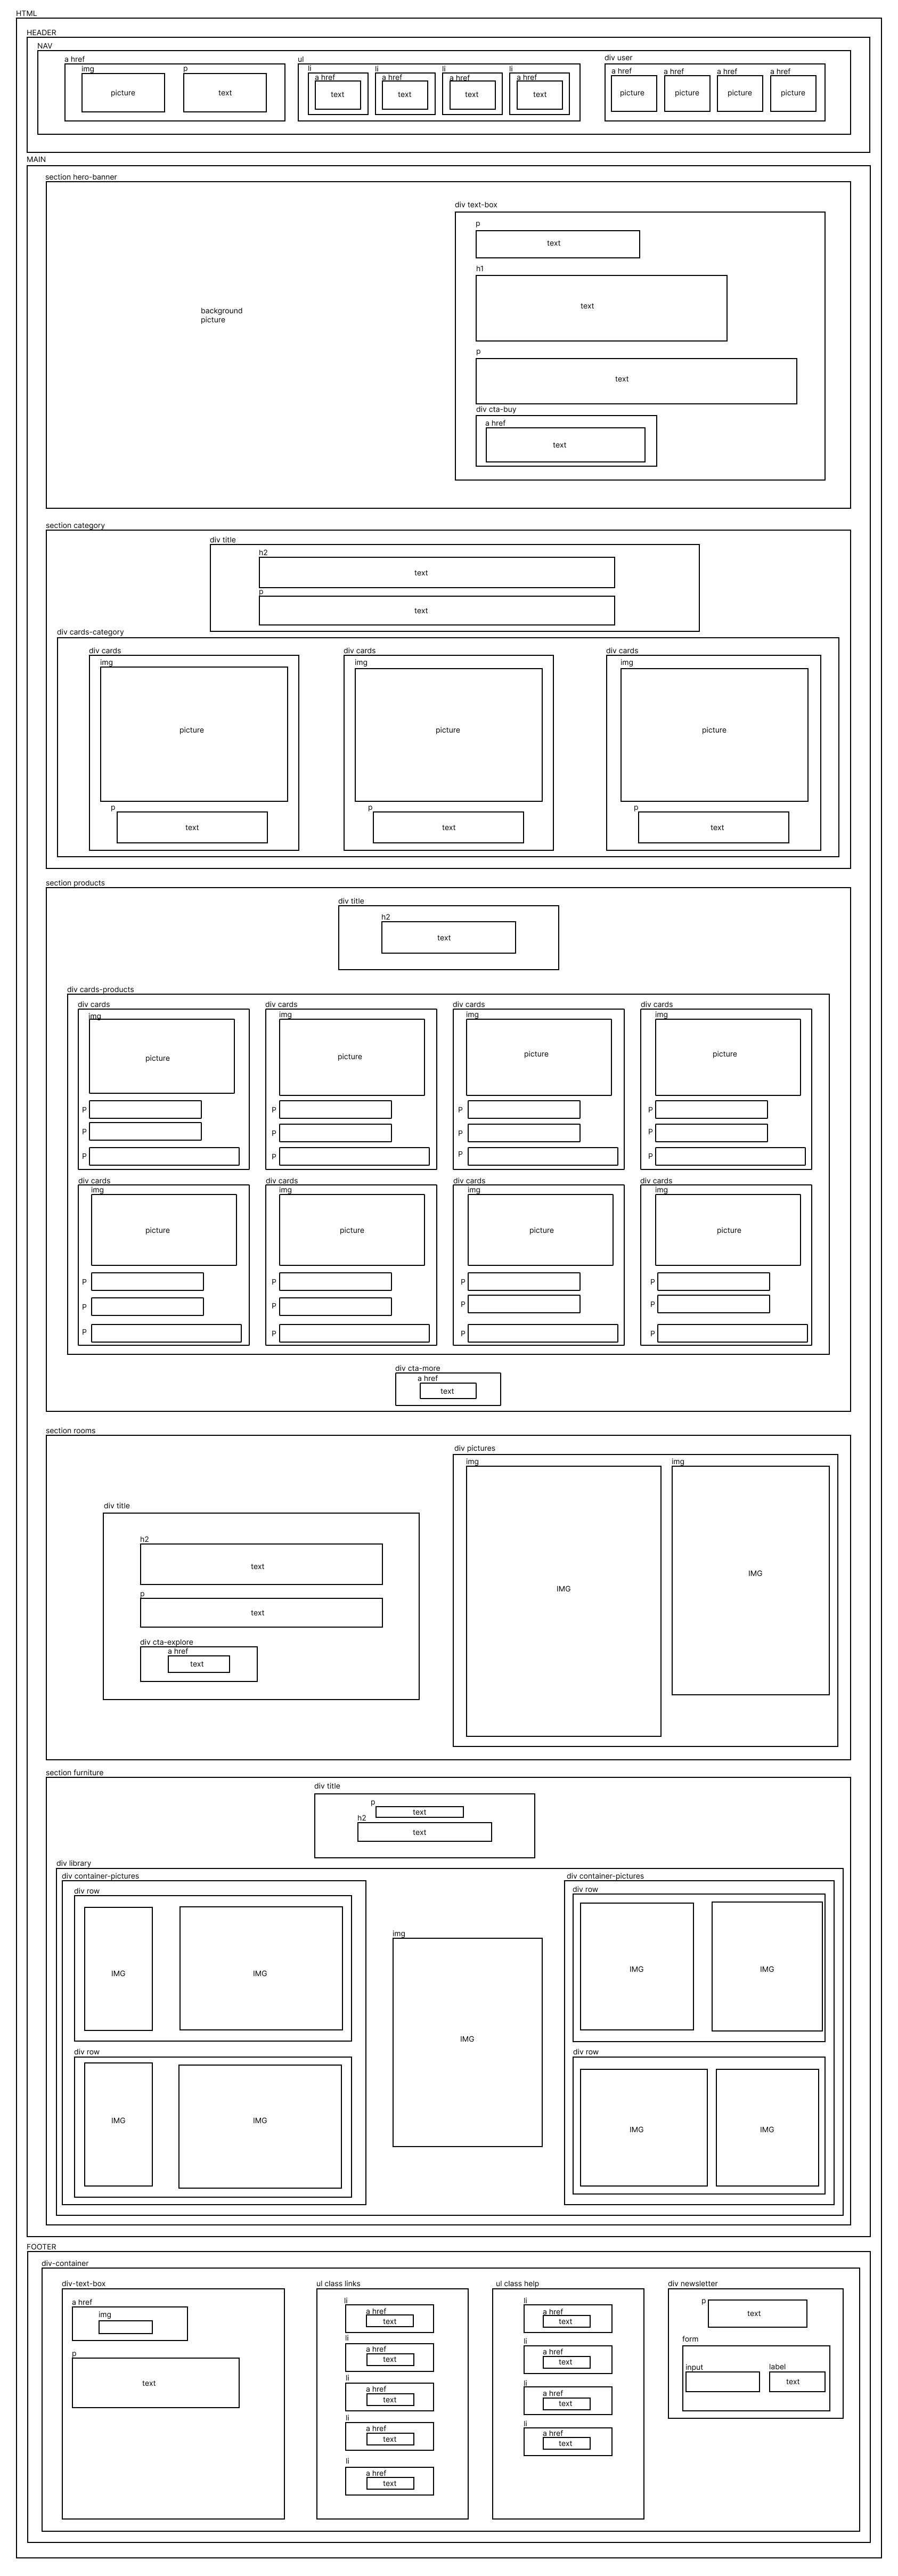 HTML
HEADER
NAV
a href
img
picture
p
text
ul
li
a href
text
li
a href
text
li
a href
text
li
a href
text
div user
a href
picture
a href
picture
a href
picture
a href
picture
MAIN
section hero-banner
background
picture
div text-box
p
text
h1
text
p
text
div cta-buy
a href
text
section category
div title
h2
text
p
text
div cards-category
div cards
img
picture
p
text
div cards
img
picture
p
text
div cards
img
picture
p
text
section products
div title
h2
text
div cards-products
div cards
img
picture
P
P
P
div cards
img
picture
P
P
P
div cards
img
picture
P
P
P
div cards
img
picture
P
P
P
div cards
img
picture
P
P
P
div cards
img
picture
P
P
P
div cards
img
picture
P
P
P
div cards
img
picture
P
P
P
div cta-more
a href
text
section rooms
div title
h2
text
p
text
div cta-explore
a href
text
div pictures
img
IMG
img
IMG
section furniture
div title
p
text
h2
text
div library
div container-pictures
div row
IMG
IMG
div row
IMG
IMG
img
IMG
div container-pictures
div row
IMG
IMG
div row
IMG
IMG
FOOTER
div-container
div-text-box
a href
img
p
text
ul class links
li
a href
text
li
a href
text
li
a href
text
li
a href
text
li
a href
text
ul class help
li
a href
text
li
a href
text
li
a href
text
li
a href
text
div newsletter
p
text
form
input
label
text